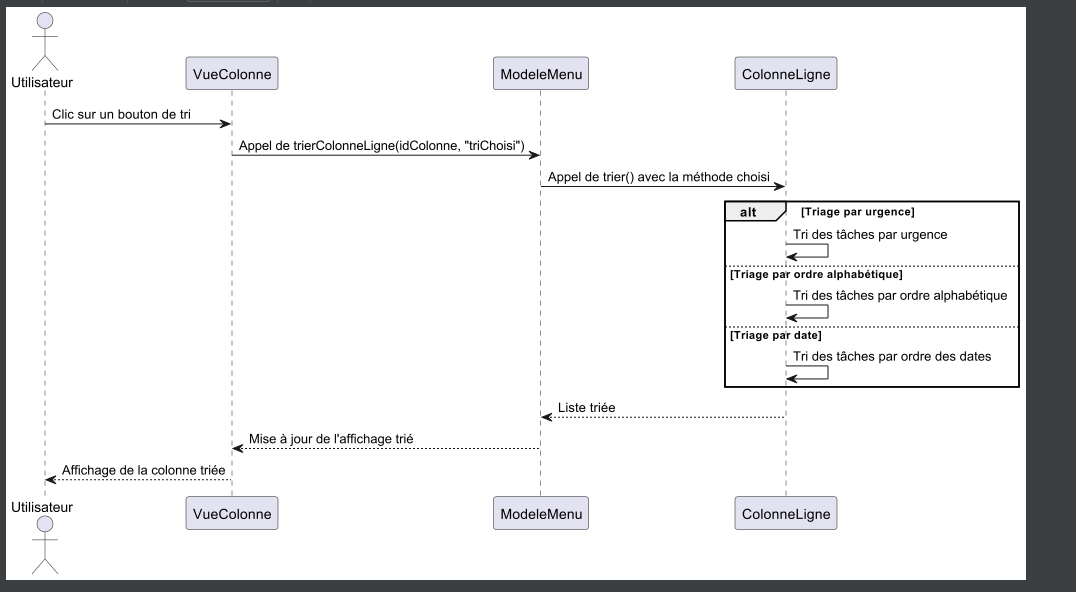 Utilisateur
VueColonne
ModeleMenu
ColonneLigne
Clic sur un bouton de tri
Appel de trierColonneLigne(idColonne, "triChoisi")
Appel de trier() avec la méthode choisi
alt
[Triage par urgence]
Tri des tâches par urgence
[Triage par ordre alphabétique]
Tri des tâches par ordre alphabétique
[Triage par date]
Tri des tâches par ordre des dates
Liste triée
Mise à jour de l'affichage trié
Affichage de la colonne triée
Utilisateur
VueColonne
ModeleMenu
ColonneLigne